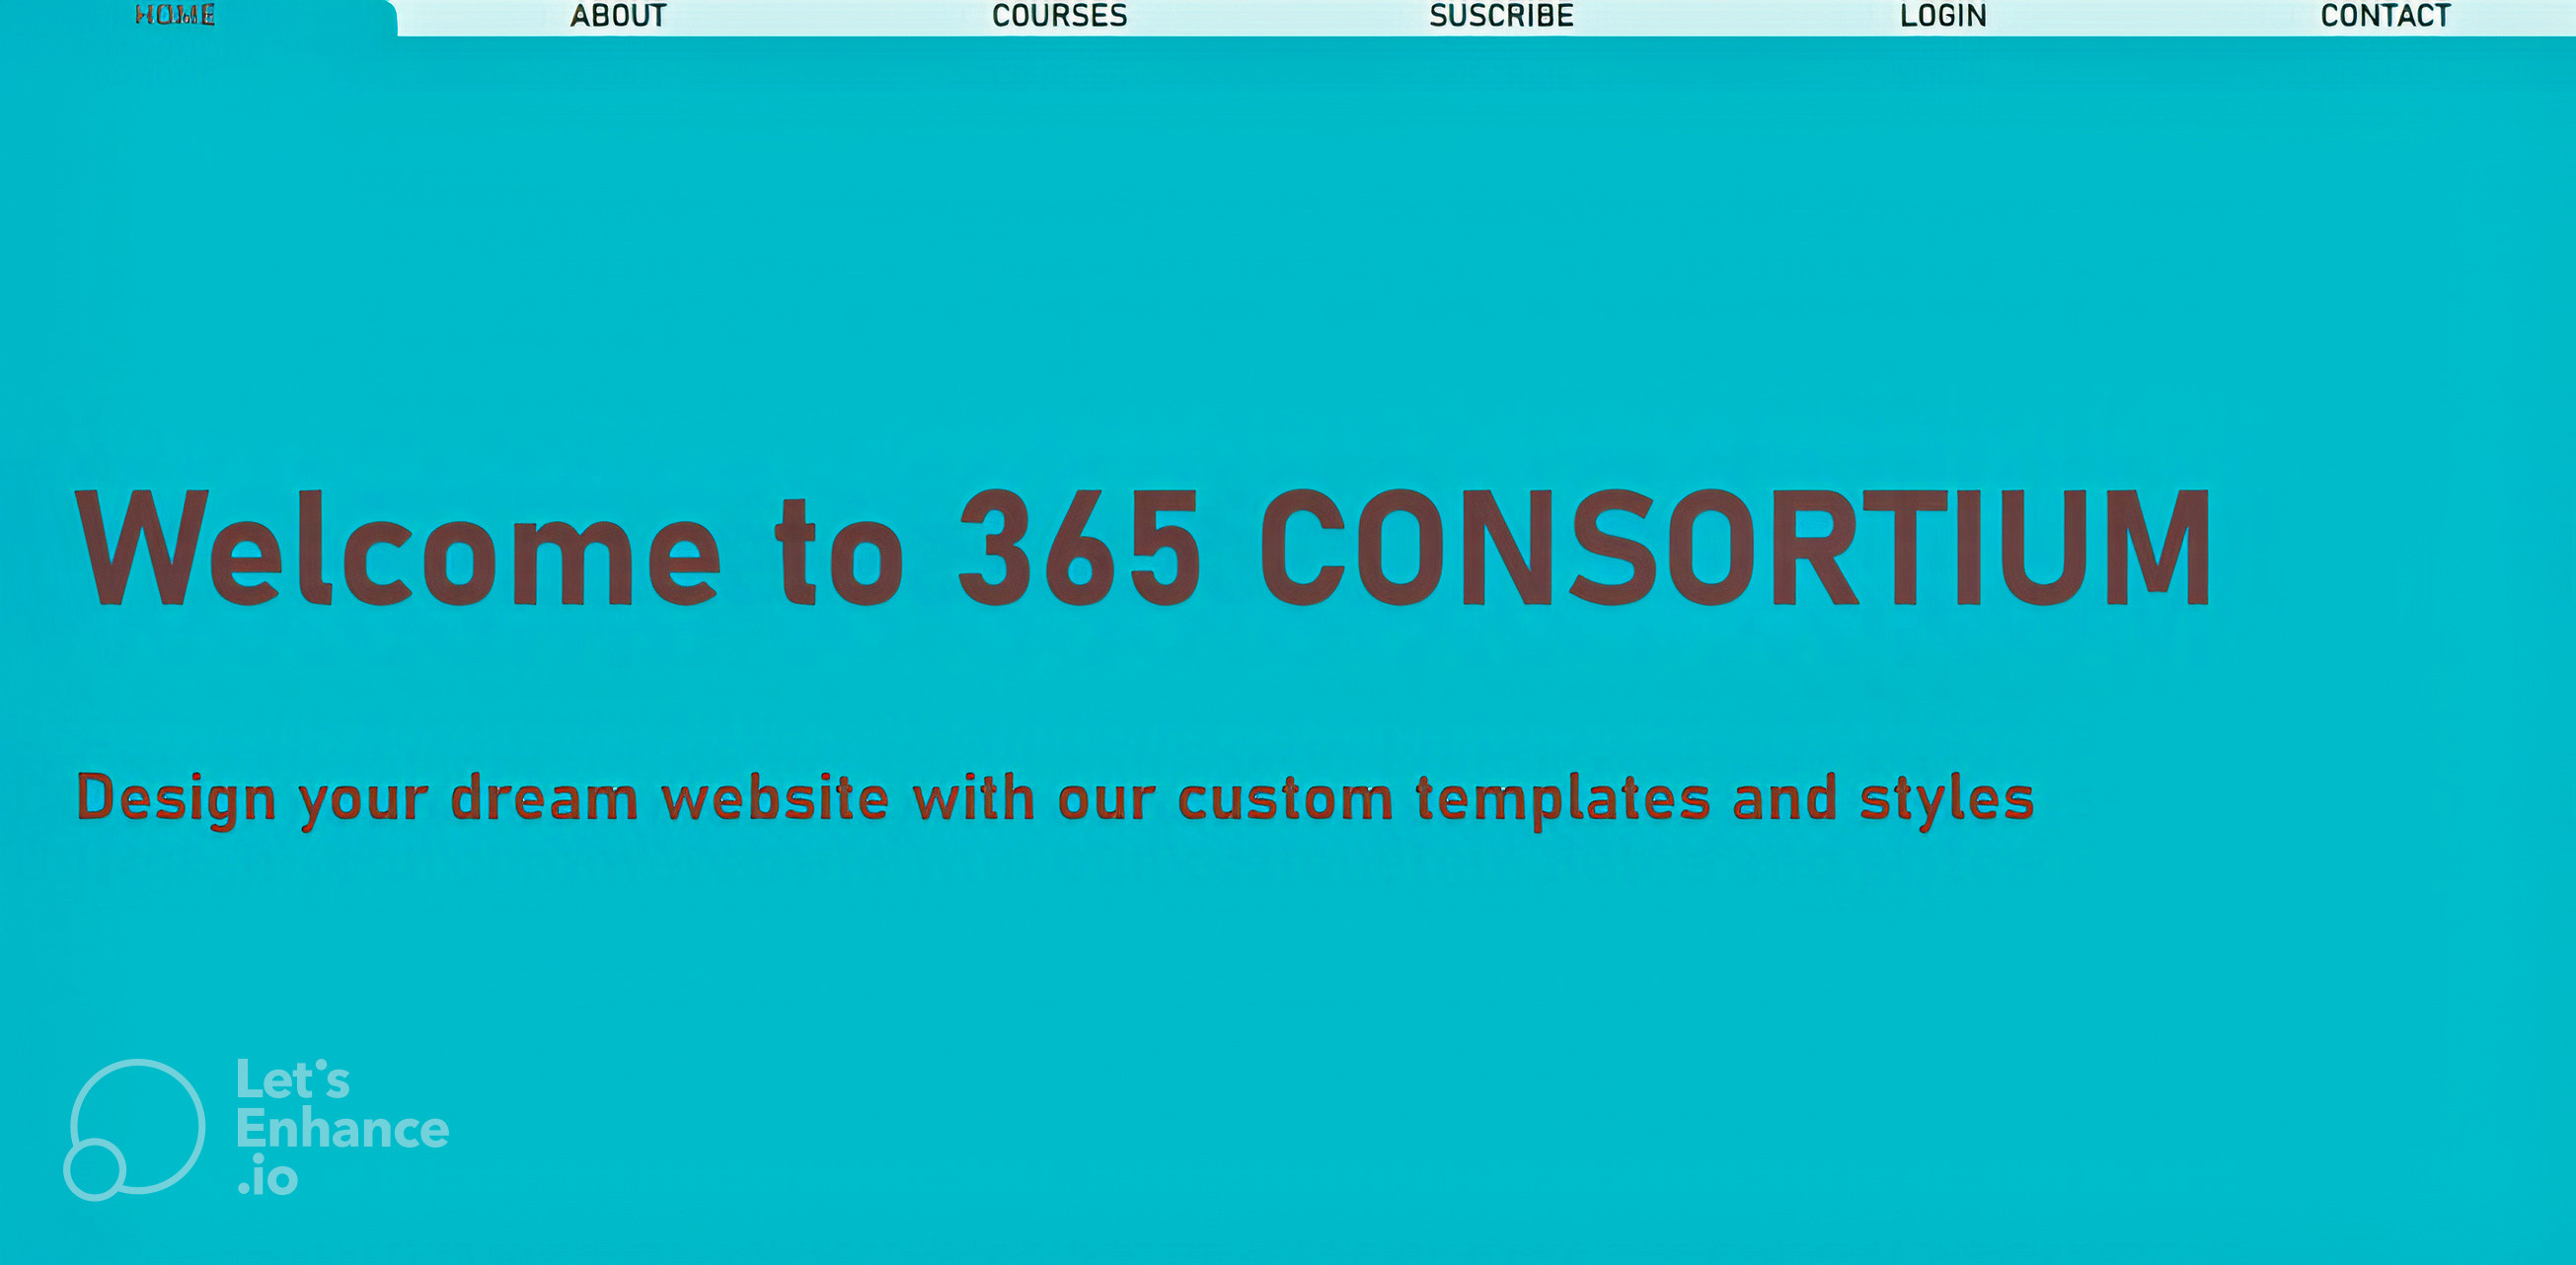 HOME ABOUT COURSES SUSCRIBE LOGIN CONTACT
Welcome to 365 CONSORTIUM
Design your dream website with our custom templates and styles
Let's
Enhance
.io